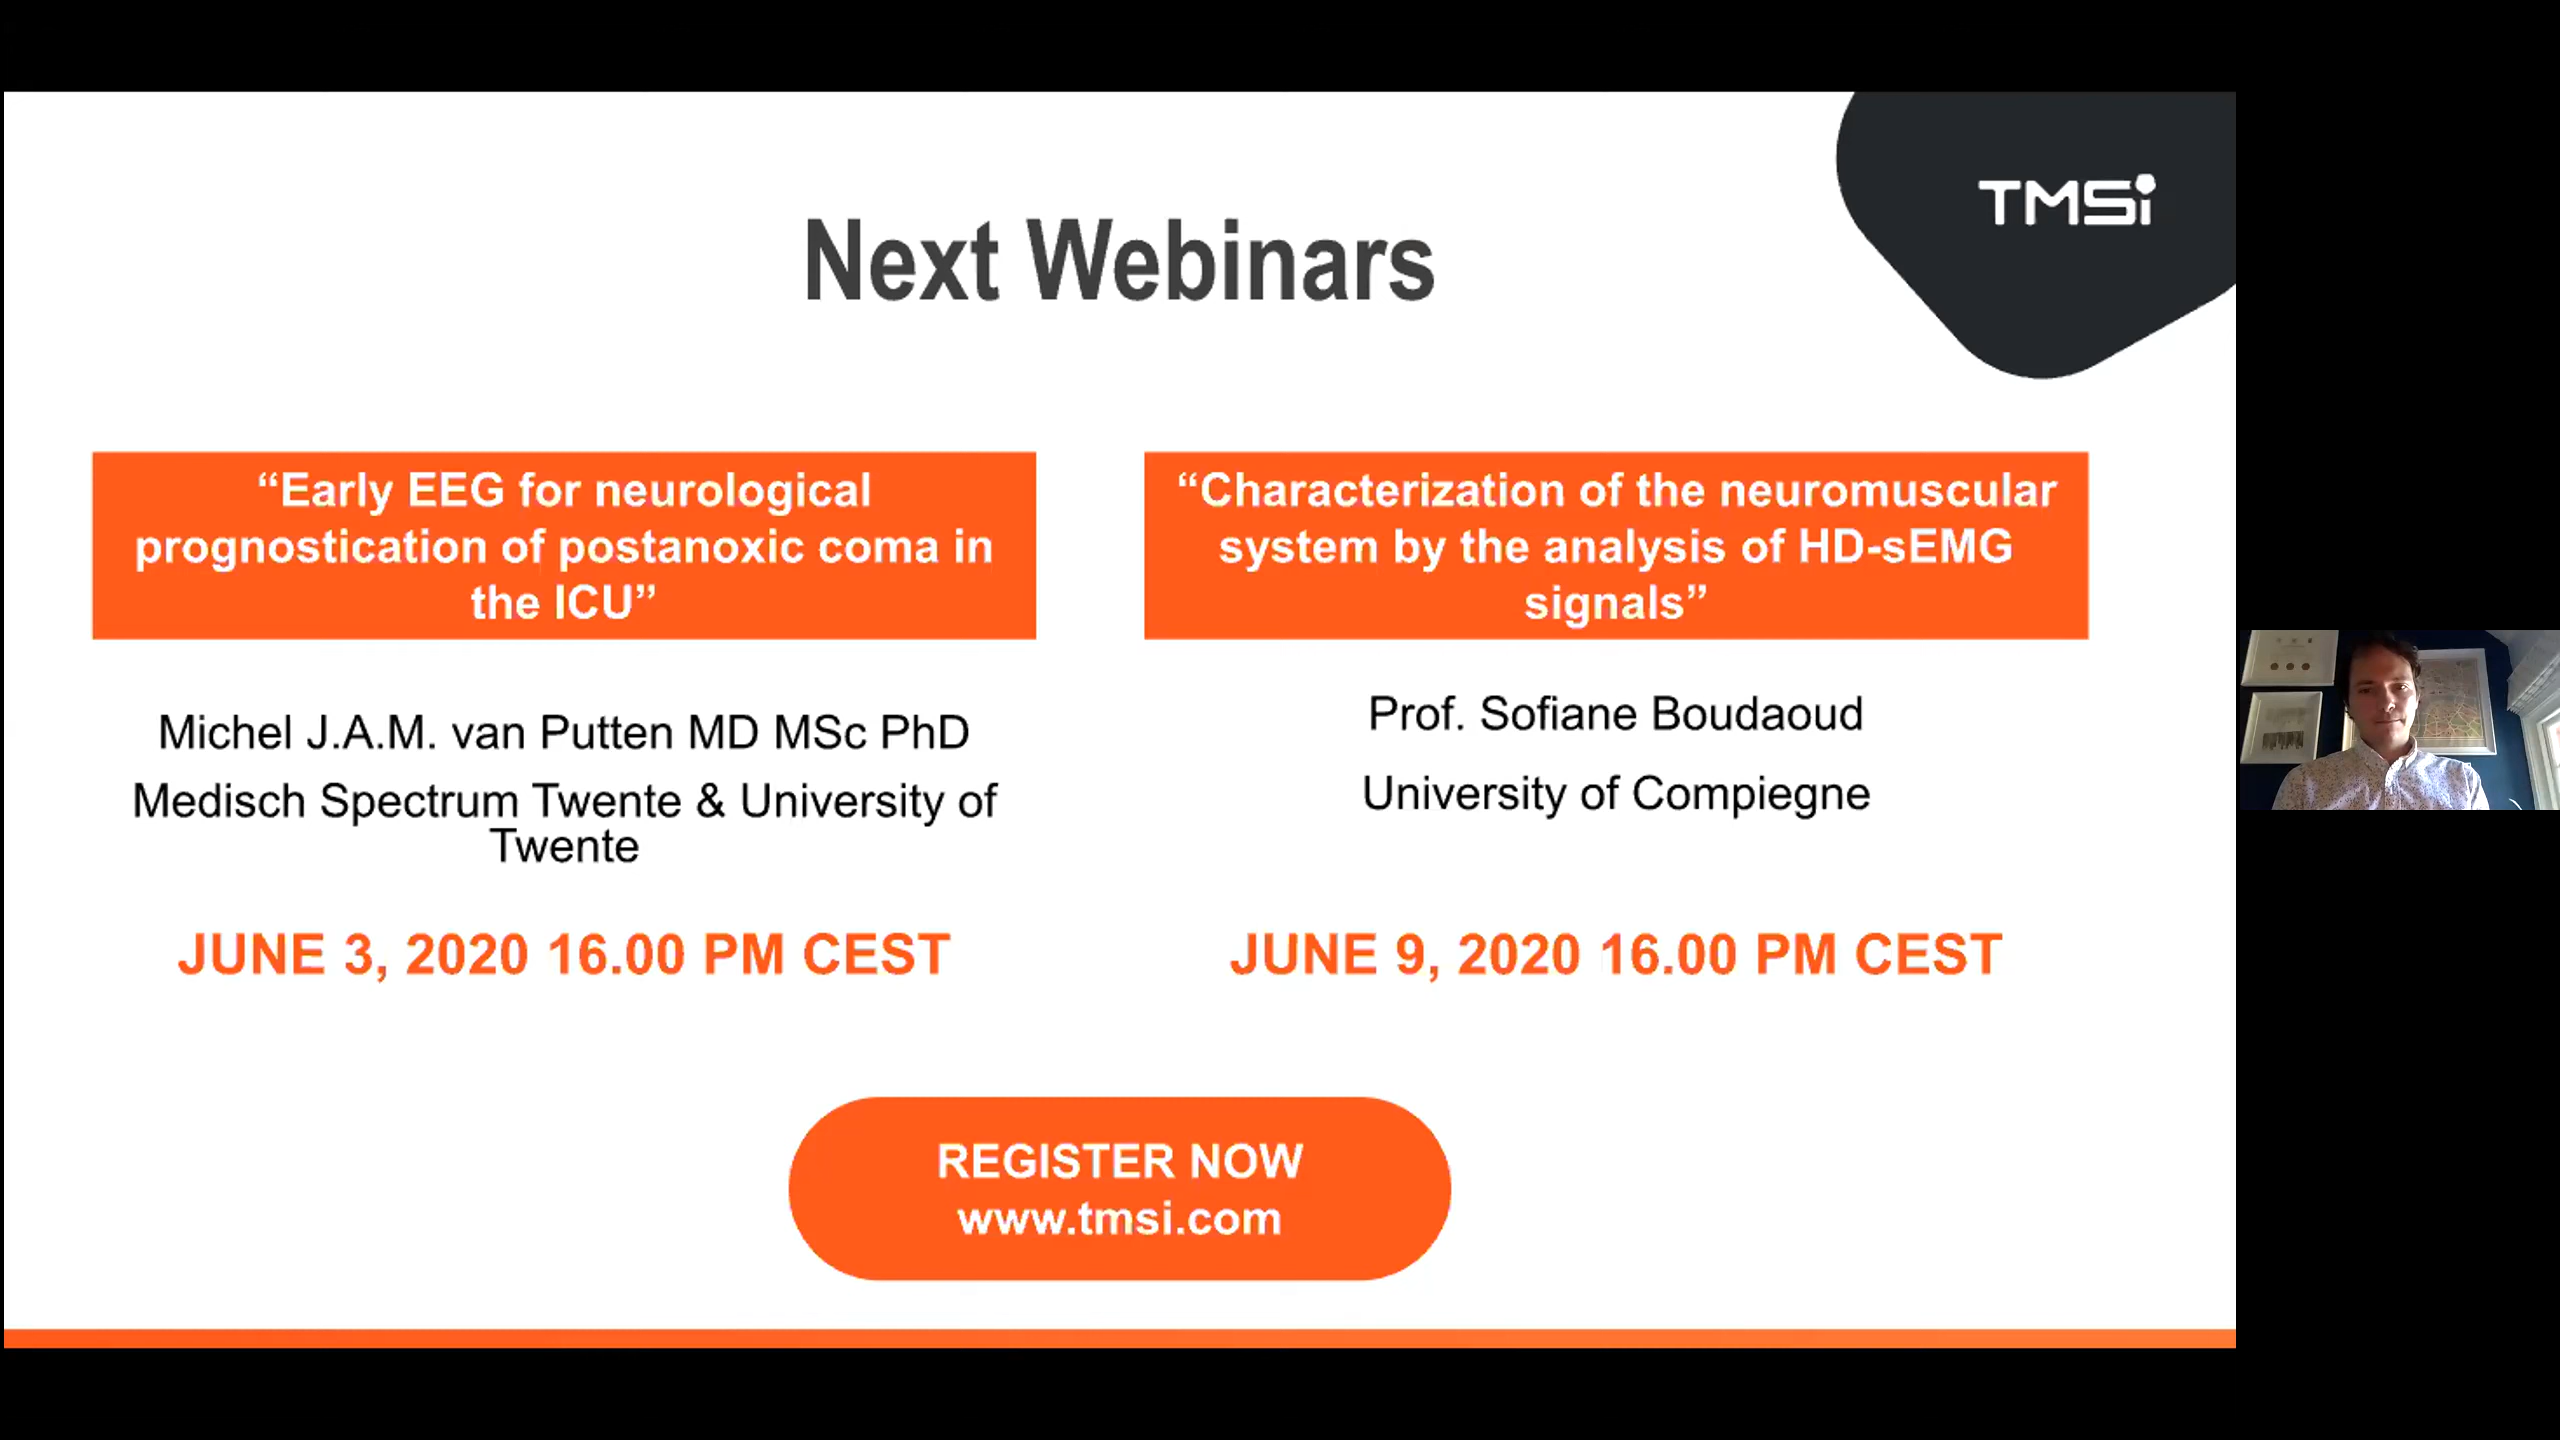 TMSi
Next Webinars
“Early EEG for neurological
prognostication of postanoxic coma in
the ICU”
Michel J.A.M. van Putten MD MSc PhD
Medisch Spectrum Twente & University of
Twente
JUNE 3, 2020 16.00 PM CEST
“Characterization of the neuromuscular
system by the analysis of HD-sEMG
signals”
Prof. Sofiane Boudaoud
University of Compiegne
JUNE 9, 2020 16.00 PM CEST
REGISTER NOW
www.tmsi.com